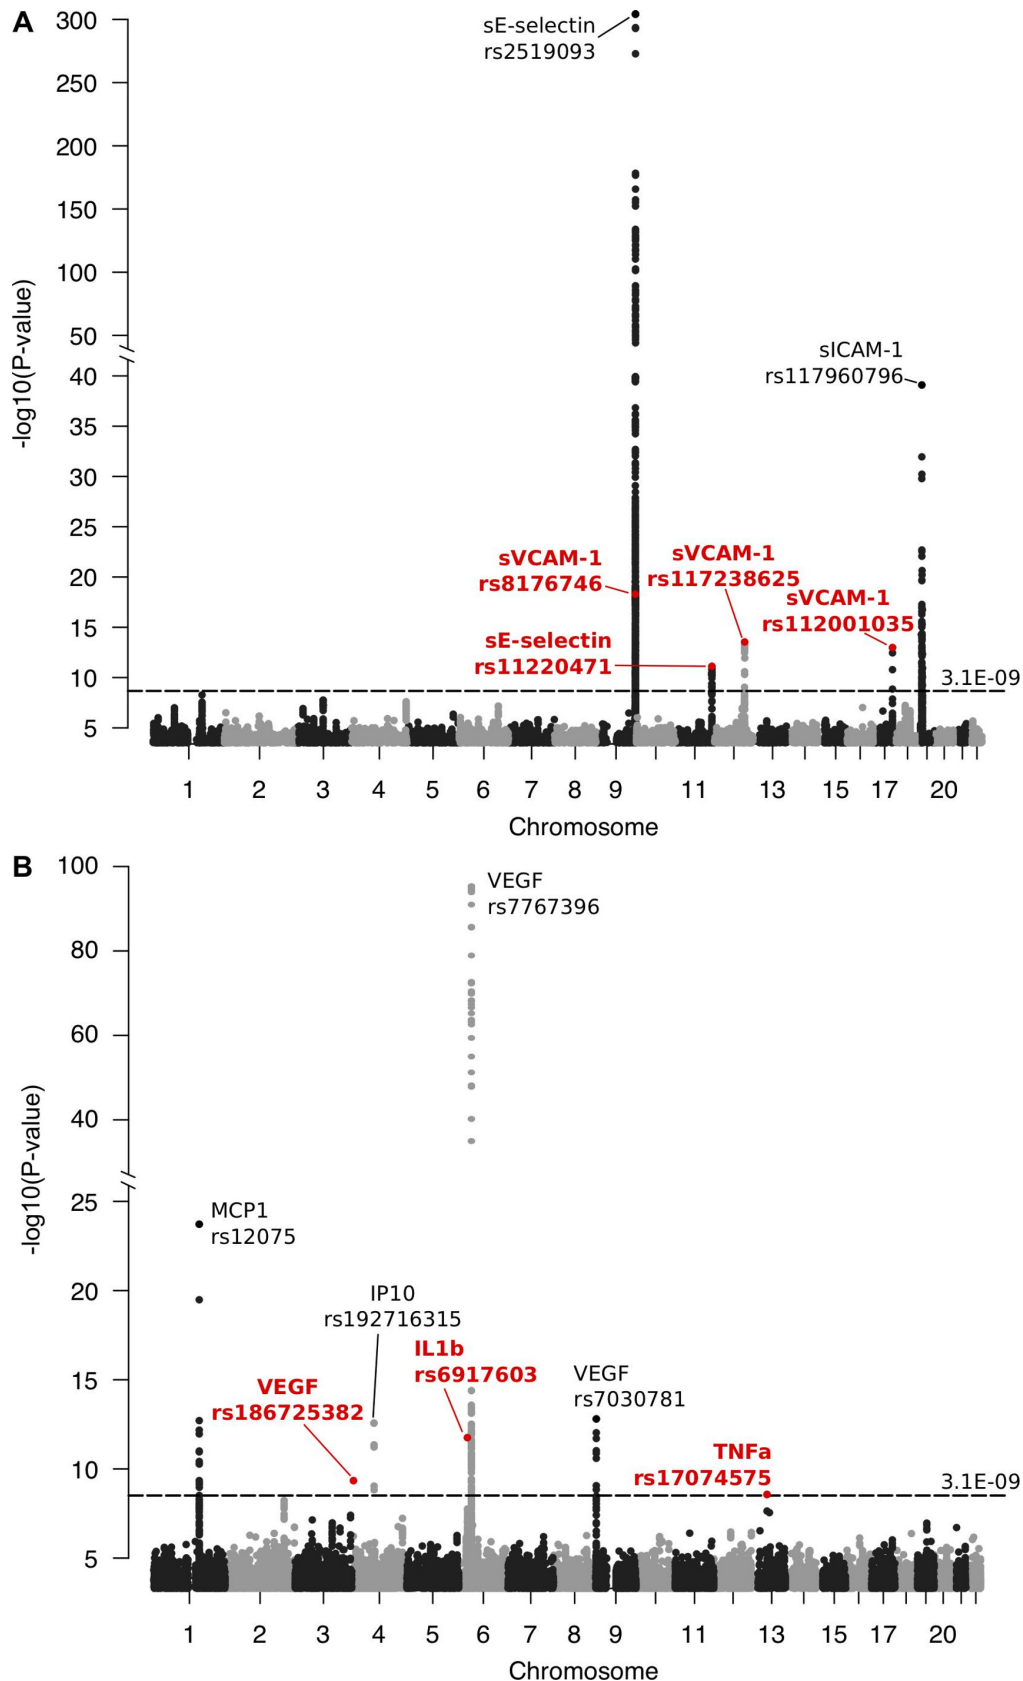 A
300
250
200
150
100
50
40
35
30
25
20
15
10
5
-log10(P-value)
sE-selectin
rs2519093
sICAM-1
rs117960796
sVCAM-1
rs8176746
sVCAM-1
rs117238625
sVCAM-1
rs112001035
sE-selectin
rs11220471
3.1E-09
1 2 3 4 5 6 7 8 9 11 13 15 17 20
Chromosome
B
100
80
60
40
25
20
15
10
5
-log10(P-value)
VEGF
rs7767396
MCP1
rs12075
IP10
rs192716315
IL1b
rs6917603
VEGF
rs186725382
VEGF
rs7030781
TNFa
rs17074575
3.1E-09
1 2 3 4 5 6 7 8 9 11 13 15 17 20
Chromosome